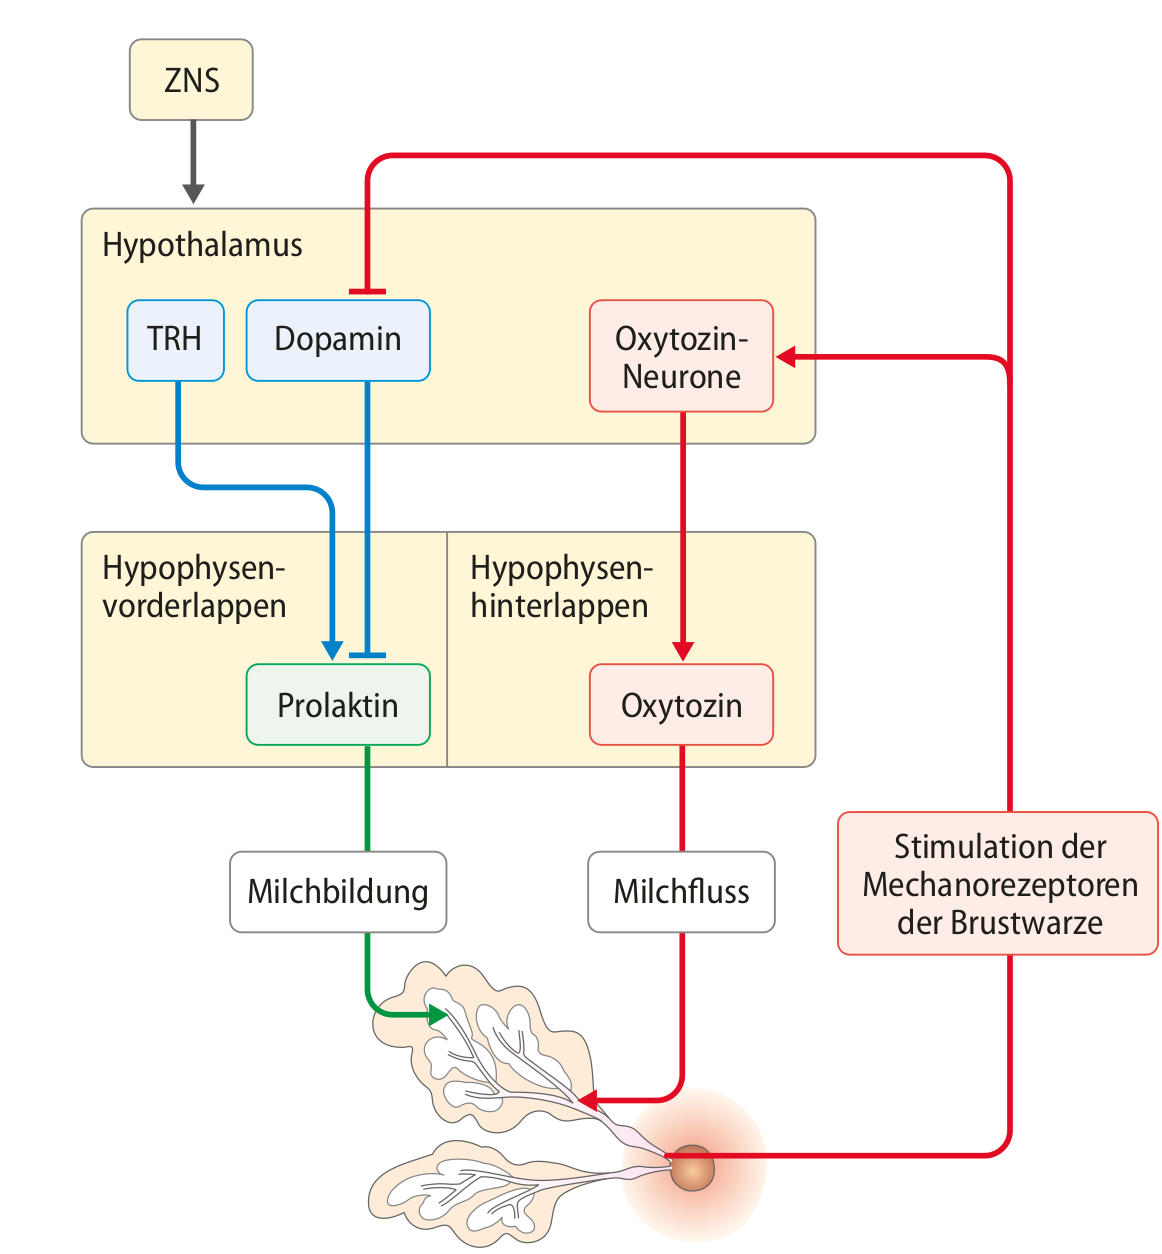 ZNS
Hypothalamus
TRH
Dopamin
Oxytozin-
Neurone
Hypophysen-
vorderlappen
Hypophysen-
hinterlappen
Prolaktin
Oxytozin
Milchbildung
Milchfluss
Stimulation der
Mechanorezeptoren
der Brustwarze